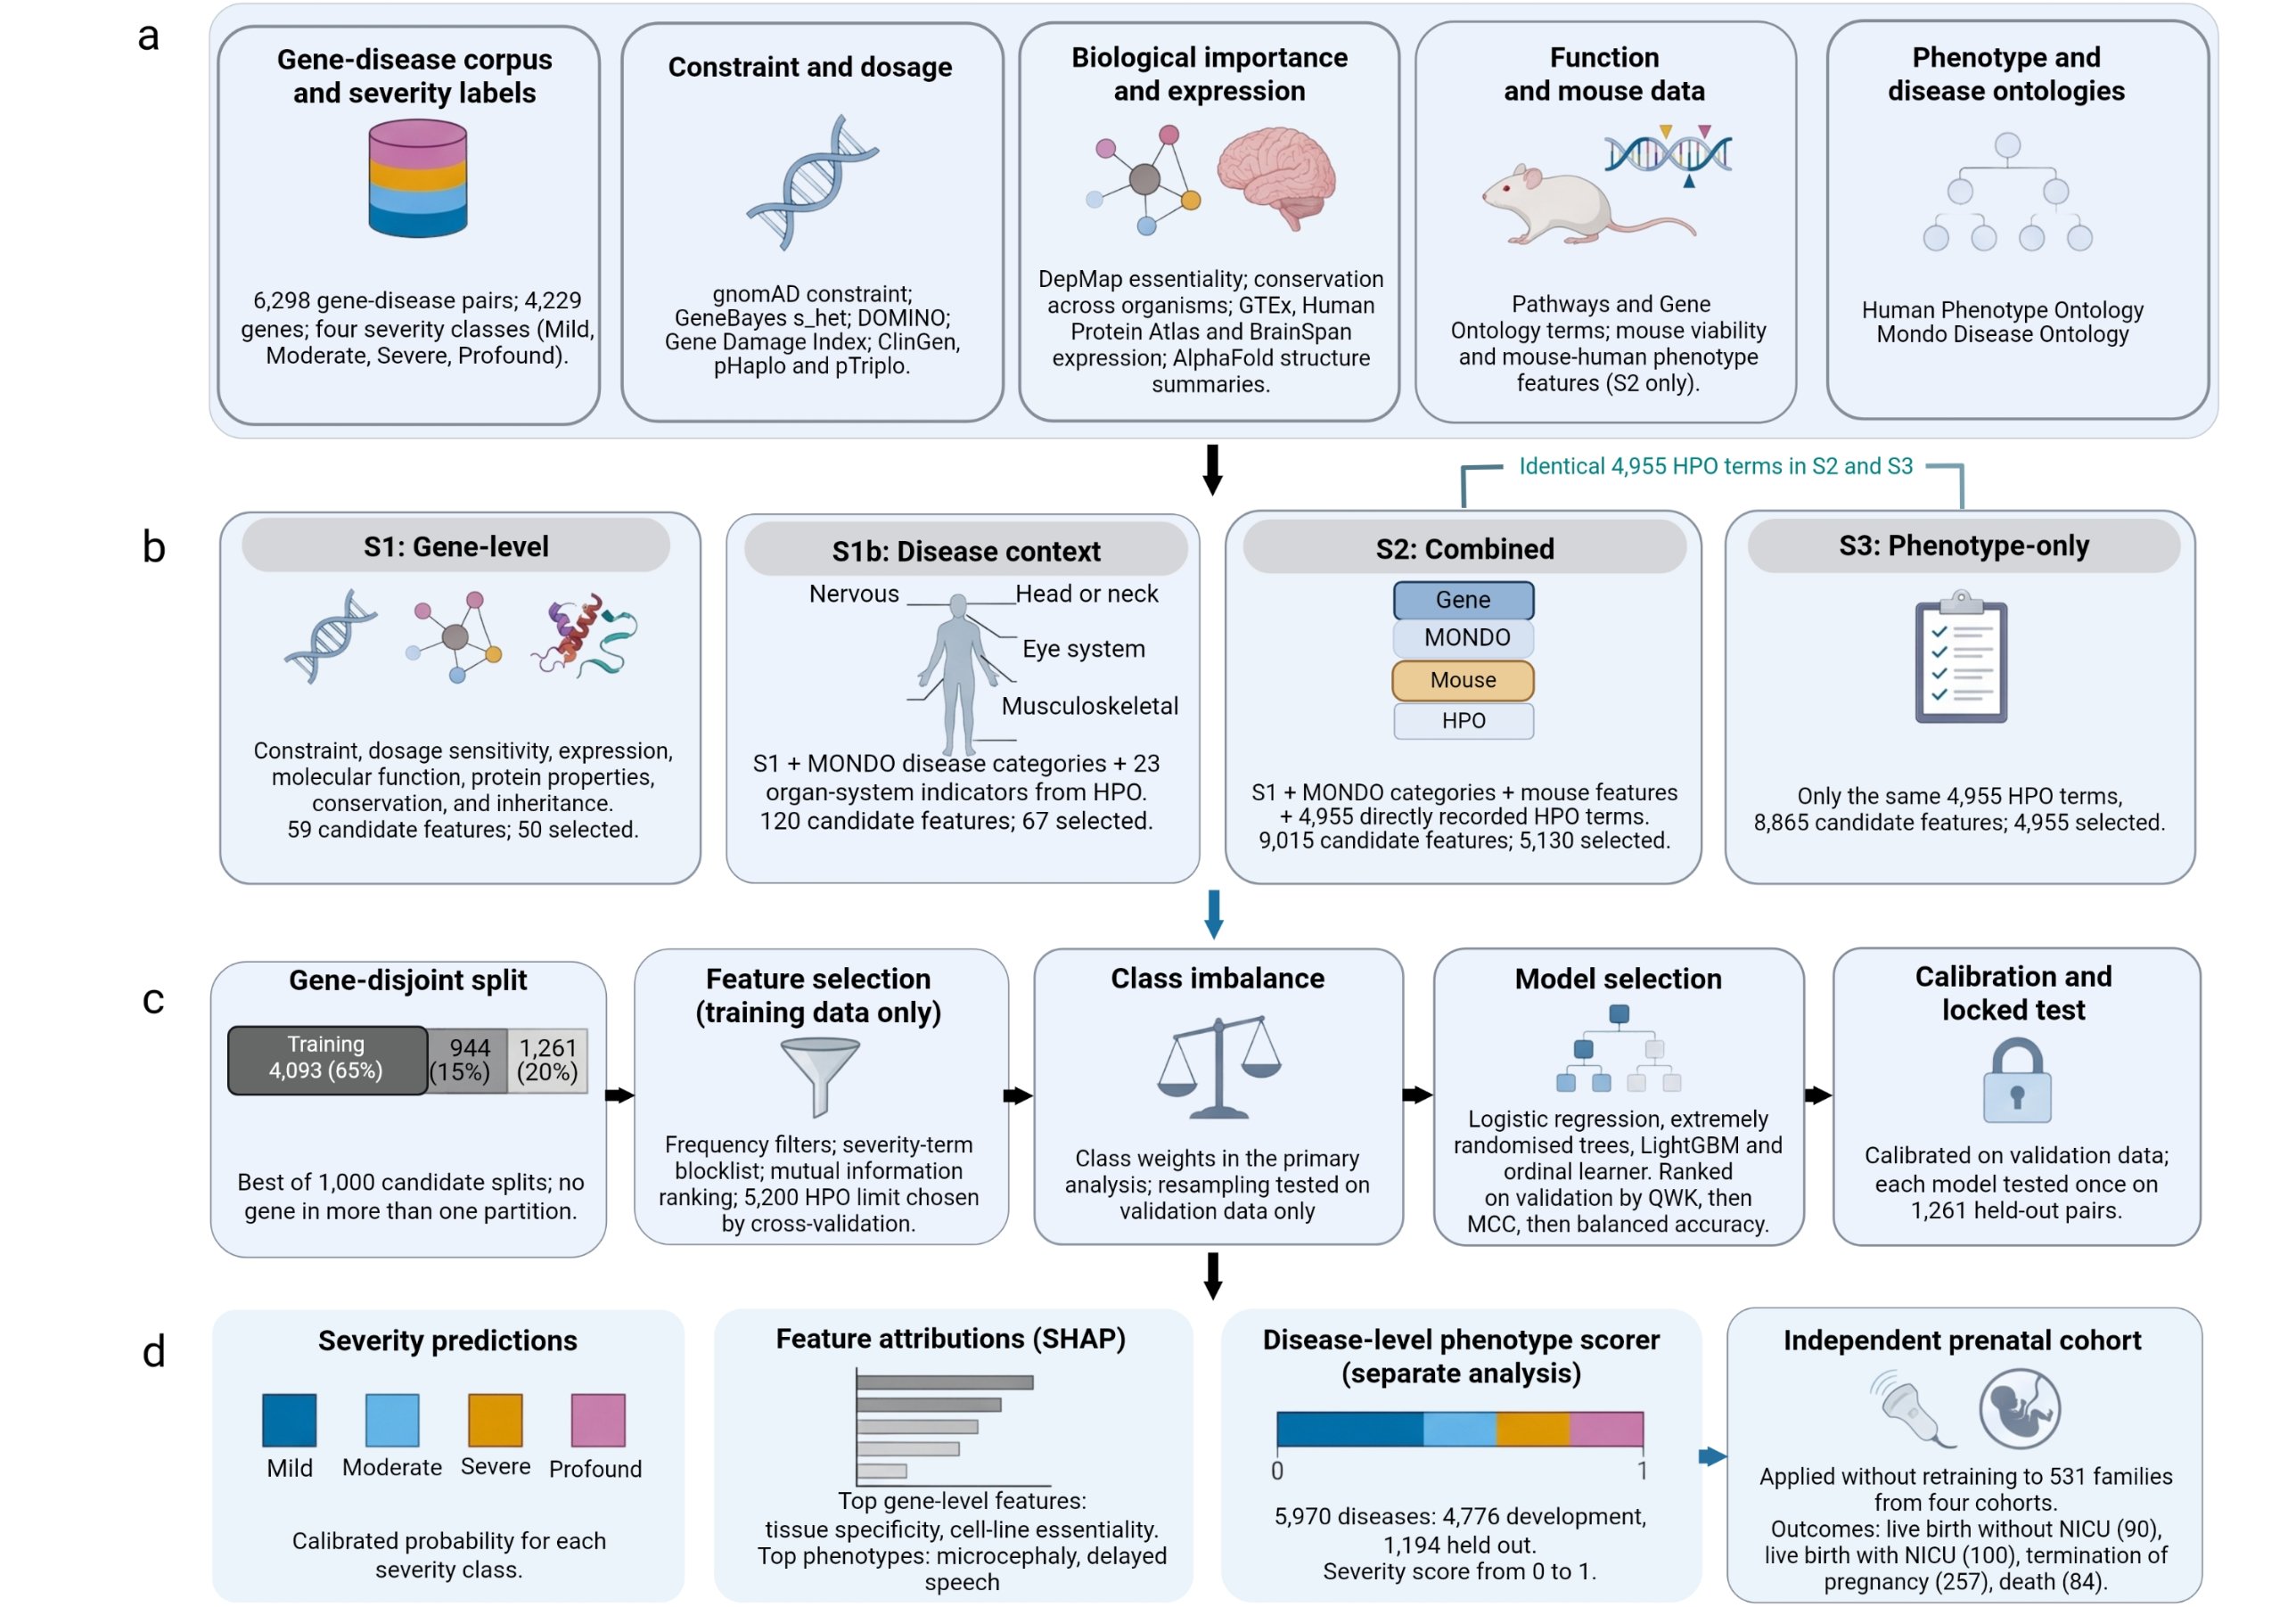 a
Gene-disease corpus
and severity labels
6,298 gene-disease pairs; 4,229
genes; four severity classes (Mild,
Moderate, Severe, Profound).
Constraint and dosage
gnomAD constraint;
GeneBayes s_het; DOMINO;
Gene Damage Index; ClinGen,
pHaplo and pTriplo.
Biological importance
and expression
DepMap essentiality; conservation
across organisms; GTEx, Human
Protein Atlas and BrainSpan
expression; AlphaFold structure
summaries.
Function
and mouse data
Pathways and Gene
Ontology terms; mouse viability
and mouse-human phenotype
features (S2 only).
Phenotype and
disease ontologies
Human Phenotype Ontology
Mondo Disease Ontology
Identical 4,955 HPO terms in S2 and S3
b
S1: Gene-level
Constraint, dosage sensitivity, expression,
molecular function, protein properties,
conservation, and inheritance.
59 candidate features; 50 selected.
S1b: Disease context
Nervous
Head or neck
Eye system
Musculoskeletal
S1 + MONDO disease categories + 23
organ-system indicators from HPO.
120 candidate features; 67 selected.
S2: Combined
Gene
MONDO
Mouse
HPO
S1 + MONDO categories + mouse features
+ 4,955 directly recorded HPO terms.
9,015 candidate features; 5,130 selected.
S3: Phenotype-only
Only the same 4,955 HPO terms,
8,865 candidate features; 4,955 selected.
c
Gene-disjoint split
Training
4,093 (65%)
944
(15%)
1,261
(20%)
Best of 1,000 candidate splits; no
gene in more than one partition.
Feature selection
(training data only)
Frequency filters; severity-term
blocklist; mutual information
ranking; 5,200 HPO limit chosen
by cross-validation.
Class imbalance
Class weights in the primary
analysis; resampling tested on
validation data only
Model selection
Logistic regression, extremely
randomised trees, LightGBM and
ordinal learner. Ranked
on validation by QWK, then
MCC, then balanced accuracy.
Calibration and
locked test
Calibrated on validation data;
each model tested once on
1,261 held-out pairs.
d
Severity predictions
Mild
Moderate
Severe
Profound
Calibrated probability for each
severity class.
Feature attributions (SHAP)
Top gene-level features:
tissue specificity, cell-line essentiality.
Top phenotypes: microcephaly, delayed
speech
Disease-level phenotype scorer
(separate analysis)
0
1
5,970 diseases: 4,776 development,
1,194 held out.
Severity score from 0 to 1.
Independent prenatal cohort
Applied without retraining to 531 families
from four cohorts.
Outcomes: live birth without NICU (90),
live birth with NICU (100), termination of
pregnancy (257), death (84).